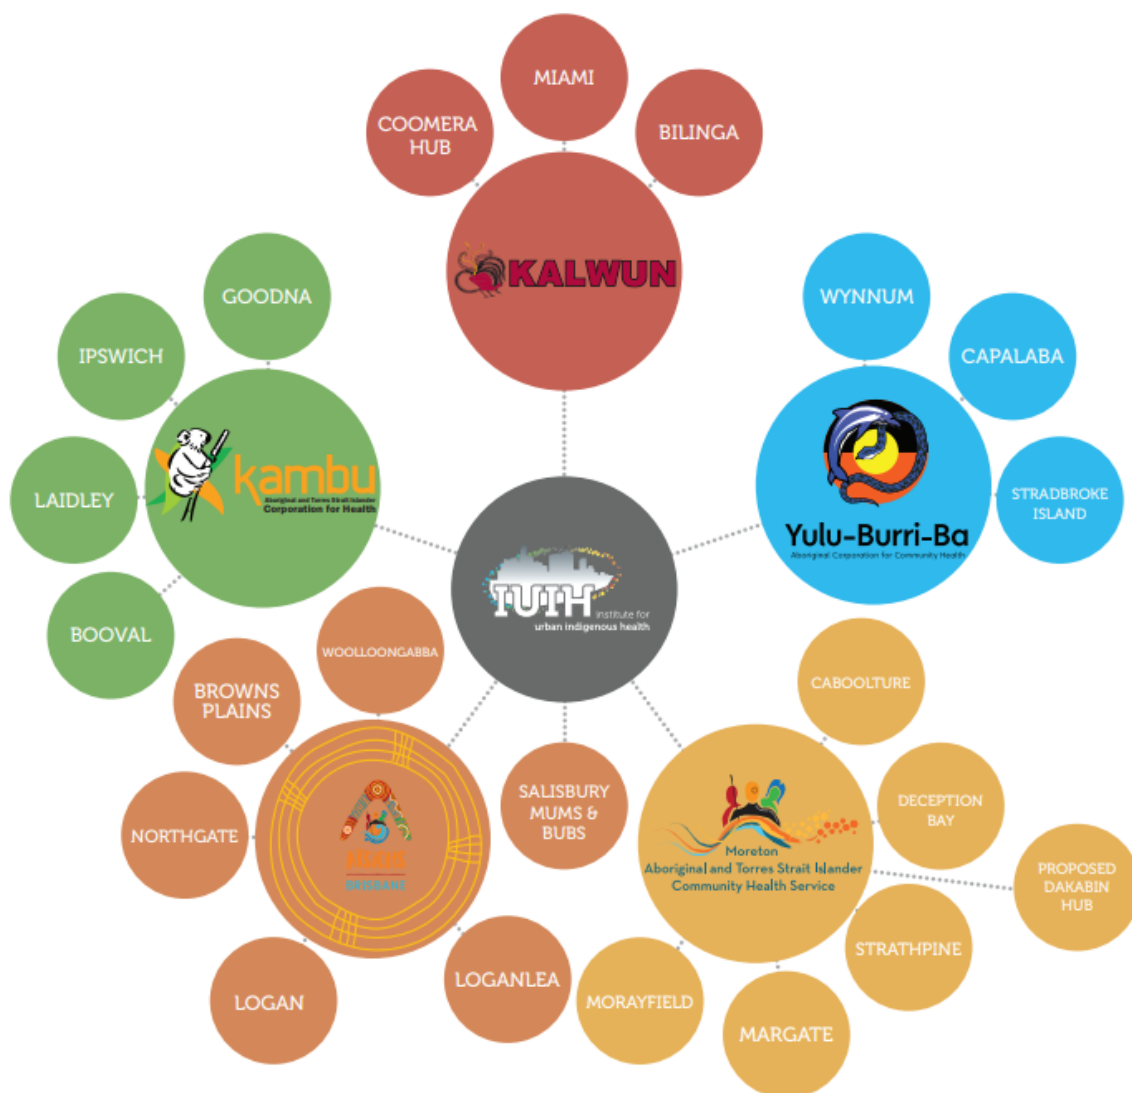 MIAMI
COOMERA
HUB
BILINGA
KALWUN
GOODNA
IPSWICH
LAIDLEY
BOOVAL
kambu
Aboriginal and Torres Strait Islander
Corporation for Health
WYNNUM
CAPALABA
STRADBROKE
ISLAND
Yulu-Burri-Ba
Aboriginal Corporation for Community Health
IUIH
institute for
urban indigenous health
WOOLLOONGABBA
BROWNS
PLAINS
NORTHGATE
LOGAN
LOGANLEA
BRISBANE
SALISBURY
MUMS &
BUBS
CABOOLTURE
DECEPTION
BAY
PROPOSED
DAKABIN
HUB
STRATHPINE
MARGATE
MORAYFIELD
Moreton
Aboriginal and Torres Strait Islander
Community Health Service